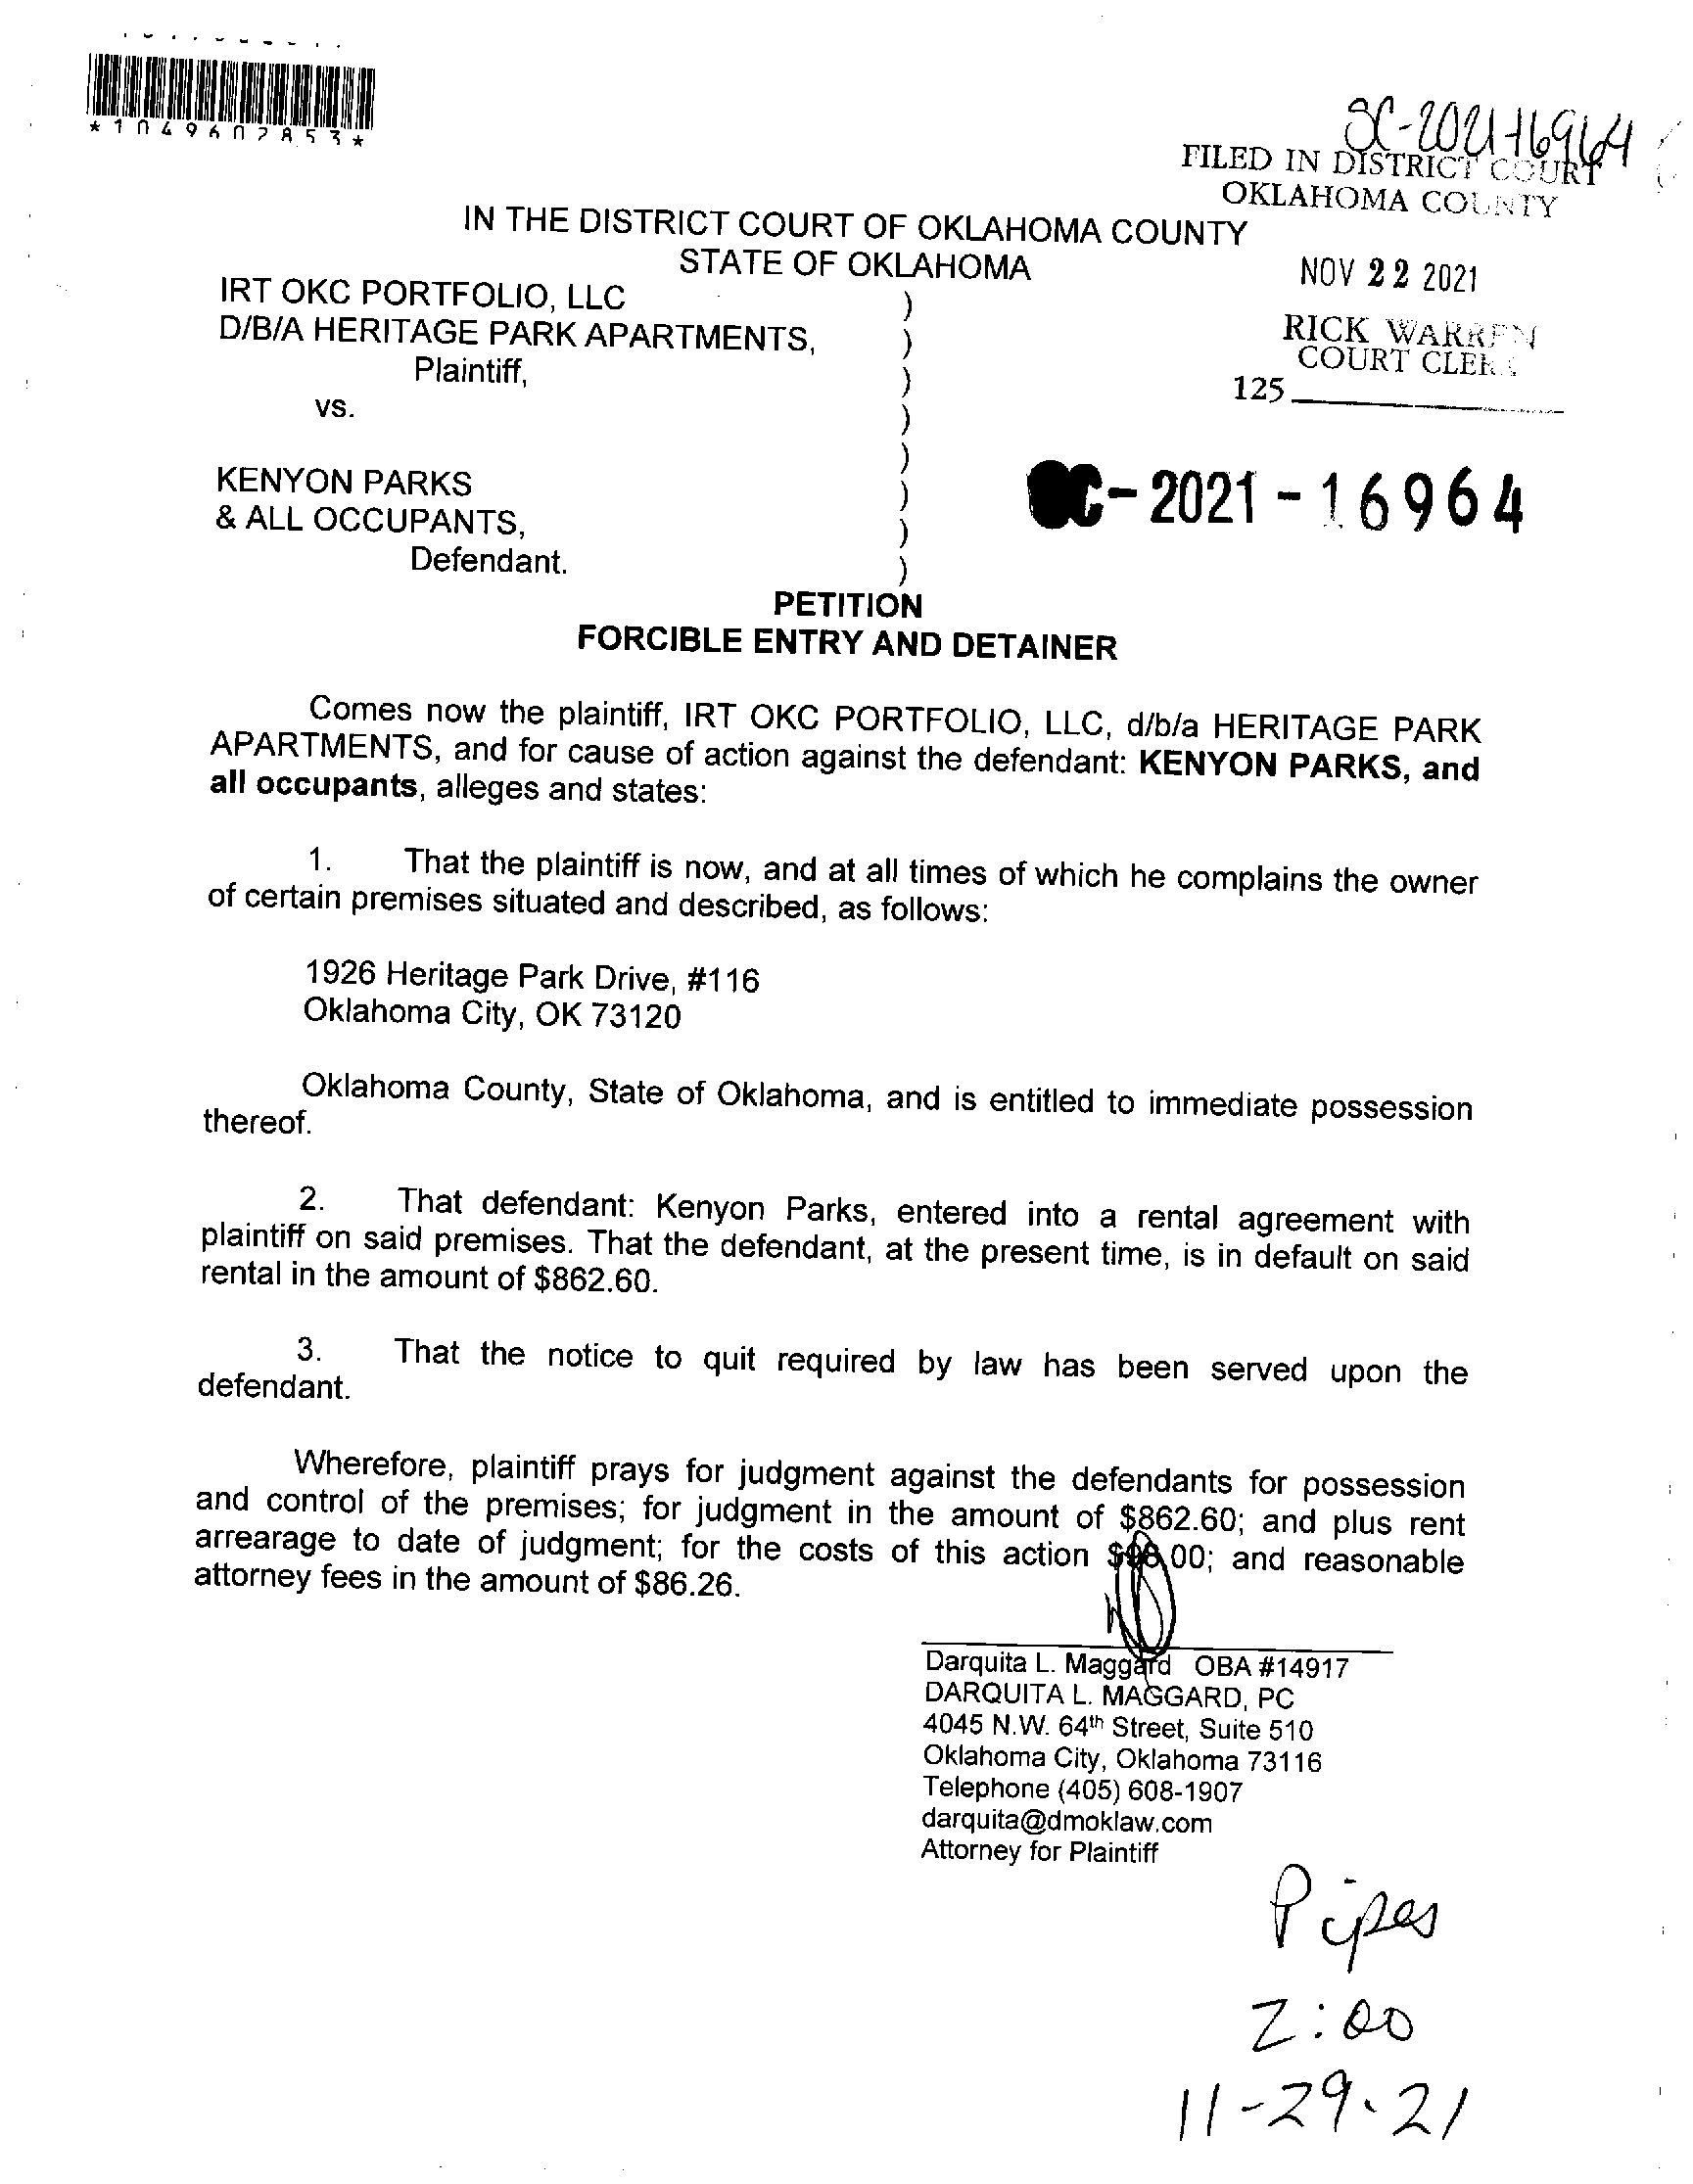 *1049607853*
SC-2021-16964
FILED IN DISTRICT COURT
OKLAHOMA COUNTY
IN THE DISTRICT COURT OF OKLAHOMA COUNTY
STATE OF OKLAHOMA
NOV 22 2021
IRT OKC PORTFOLIO, LLC )
D/B/A HERITAGE PARK APARTMENTS, )
RICK WARREN
COURT CLERK
Plaintiff, )
125
vs. )
)
KENYON PARKS )
C-2021-16964
& ALL OCCUPANTS, )
Defendant. )
PETITION
FORCIBLE ENTRY AND DETAINER
Comes now the plaintiff, IRT OKC PORTFOLIO, LLC, d/b/a HERITAGE PARK
APARTMENTS, and for cause of action against the defendant: KENYON PARKS, and
all occupants, alleges and states:
1. That the plaintiff is now, and at all times of which he complains the owner
of certain premises situated and described, as follows:
1926 Heritage Park Drive, #116
Oklahoma City, OK 73120
Oklahoma County, State of Oklahoma, and is entitled to immediate possession
thereof.
2. That defendant: Kenyon Parks, entered into a rental agreement with
plaintiff on said premises. That the defendant, at the present time, is in default on said
rental in the amount of $862.60.
3. That the notice to quit required by law has been served upon the
defendant.
Wherefore, plaintiff prays for judgment against the defendants for possession
and control of the premises; for judgment in the amount of $862.60; and plus rent
arrearage to date of judgment; for the costs of this action and reasonable
attorney fees in the amount of $86.26.
Darquita L. Maggard OBA #14917
DARQUITA L. MAGGARD, PC
4045 N.W. 64th Street, Suite 510
Oklahoma City, Oklahoma 73116
Telephone (405) 608-1907
darquita@dmoklaw.com
Attorney for Plaintiff
Pipes
2:00
11-29-21